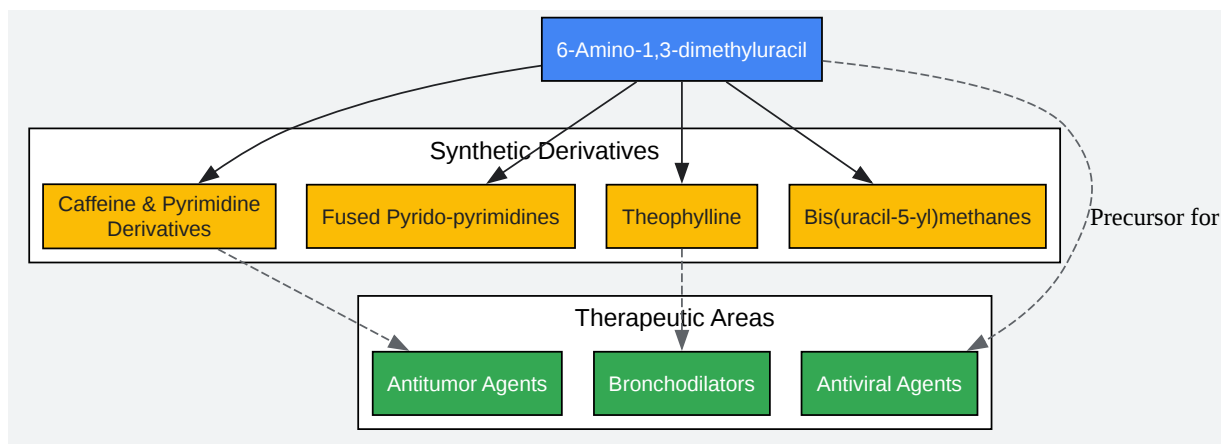 6-Amino-1,3-dimethyluracil
Synthetic Derivatives
Caffeine & Pyrimidine
Derivatives
Fused Pyrido-pyrimidines
Theophylline
Bis(uracil-5-yl)methanes
Precursor for
Therapeutic Areas
Antitumor Agents
Bronchodilators
Antiviral Agents